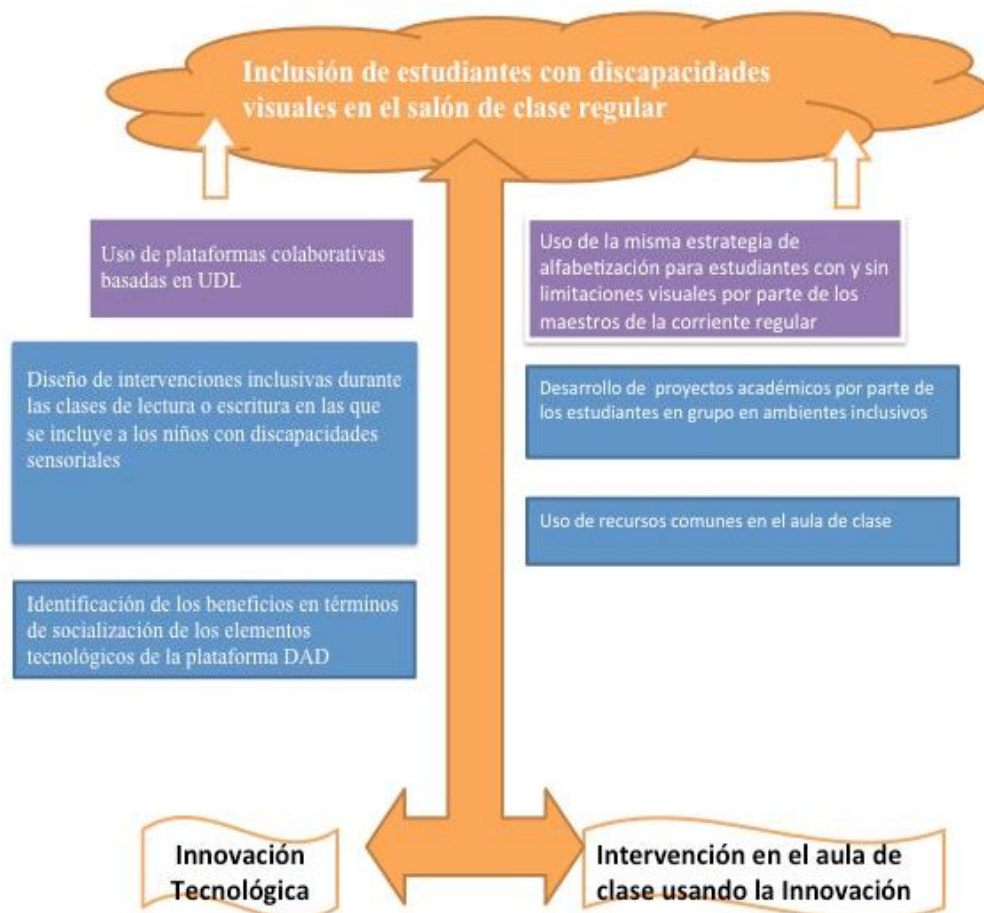 Inclusión de estudiantes con discapacidades
visuales en el salón de clase regular
Uso de plataformas colaborativas
basadas en UDL
Diseño de intervenciones inclusivas durante
las clases de lectura o escritura en las que
se incluye a los niños con discapacidades
sensoriales
Identificación de los beneficios en términos
de socialización de los elementos
tecnológicos de la plataforma DAD
Uso de la misma estrategia de
alfabetización para estudiantes con y sin
limitaciones visuales por parte de los
maestros de la corriente regular
Desarrollo de proyectos académicos por parte de
los estudiantes en grupo en ambientes inclusivos
Uso de recursos comunes en el aula de clase
Innovación
Tecnológica
Intervención en el aula de
clase usando la Innovación